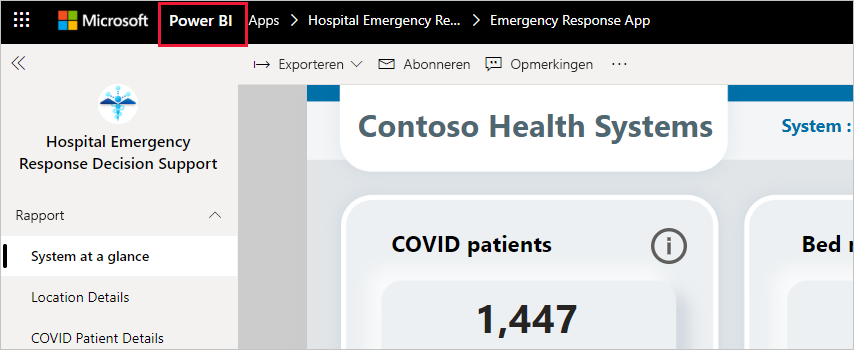 Microsoft Power BI Apps > Hospital Emergency Re... > Emergency Response App
Exporteren Abonneren Opmerkingen ...
Hospital Emergency
Response Decision Support
Rapport
System at a glance
Location Details
COVID Patient Details
Contoso Health Systems
System :
COVID patients
1,447
Bed